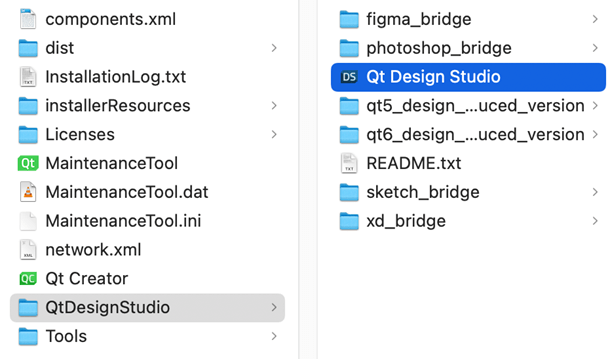 components.xml
dist
InstallationLog.txt
installerResources
Licenses
MaintenanceTool
MaintenanceTool.dat
MaintenanceTool.ini
network.xml
Qt Creator
QtDesignStudio
Tools
figma_bridge
photoshop_bridge
Qt Design Studio
qt5_design_...uced_version
qt6_design_...uced_version
README.txt
sketch_bridge
xd_bridge